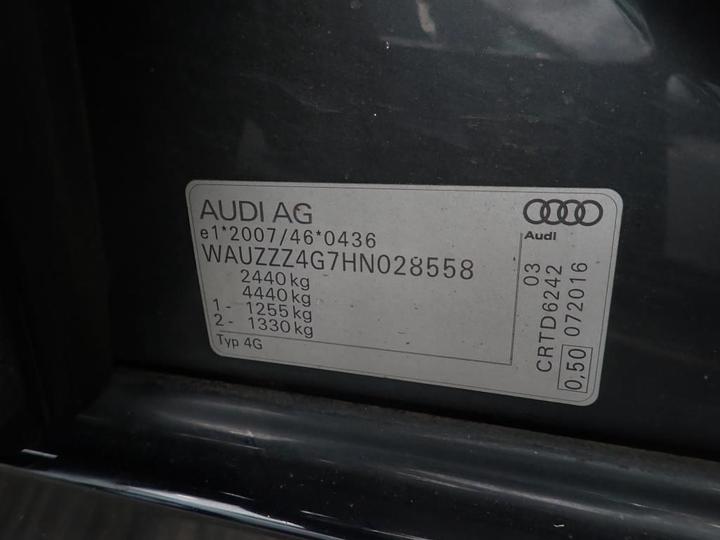 AUDI AG
e1*2007/46*0436
WAUZZZ4G7HN028558
2440 kg
4440 kg
1- 1255 kg
2- 1330 kg
Typ 4G
Audi
03
CRTD6242
0,50 072016